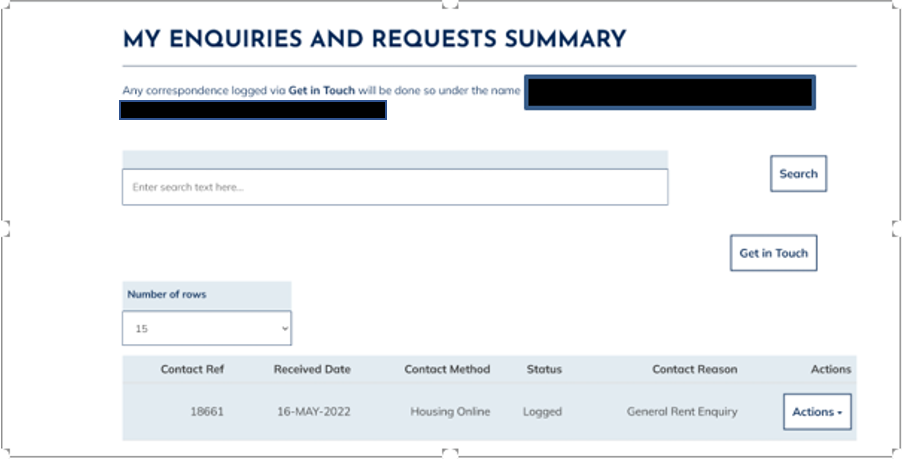 MY ENQUIRIES AND REQUESTS SUMMARY
Any correspondence logged via Get in Touch will be done so under the name
Enter search text here...
Search
Get in Touch
Number of rows
15
Contact Ref Received Date Contact Method Status Contact Reason Actions
18661 16-MAY-2022 Housing Online Logged General Rent Enquiry Actions